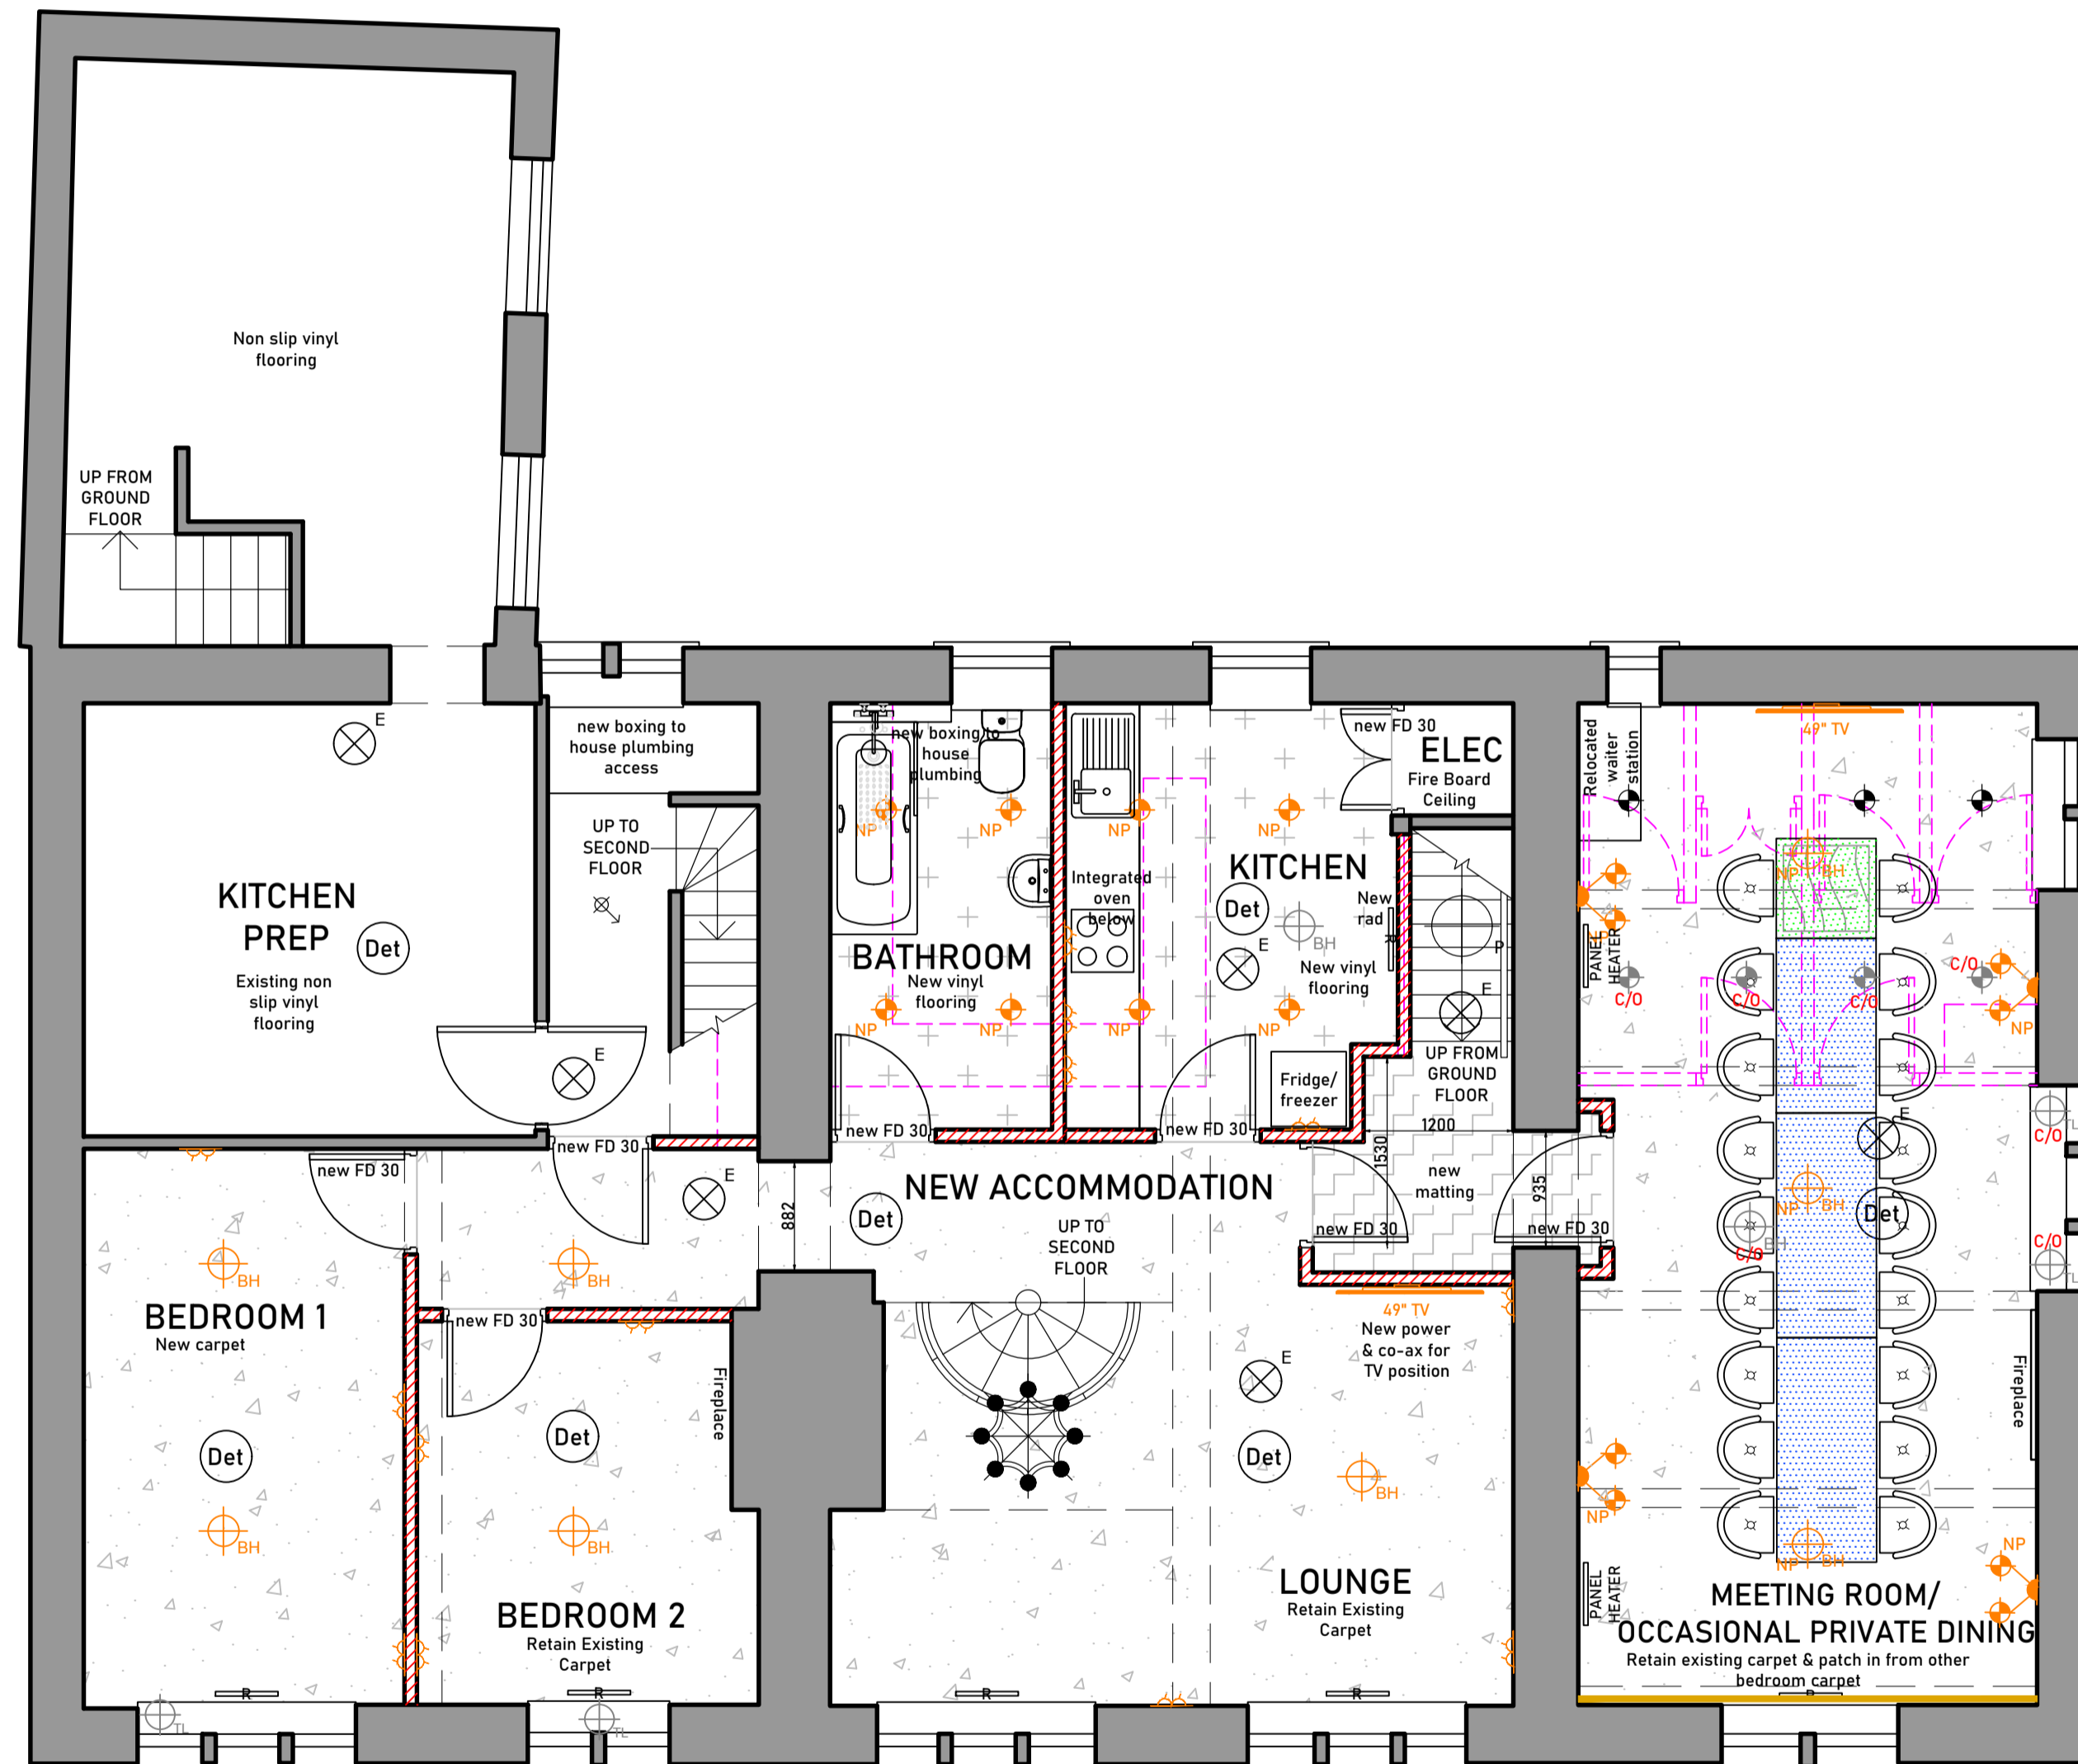 Non slip vinyl
flooring
UP FROM
GROUND
FLOOR
E
KITCHEN
PREP
Det
Existing non
slip vinyl
flooring
new boxing to
house plumbing
access
UP TO
SECOND
FLOOR
E
new boxing to
house
plumbing
NP
NP
BATHROOM
New vinyl
flooring
NP
NP
new FD 30
ELEC
Fire Board
Ceiling
NP
NP
KITCHEN
Integrated
oven
below
Det
New
rad
R
BH
E
New vinyl
flooring
NP
NP
P
E
UP FROM
GROUND
FLOOR
Fridge/
freezer
1200
1530
new
matting
935
new FD 30
new FD 30
new FD 30
new FD 30
new FD 30
new FD 30
E
882
Det
NEW ACCOMMODATION
UP TO
SECOND
FLOOR
BH
BH
BEDROOM 1
New carpet
new FD 30
Det
BH
R
TL
Fireplace
Det
BH
BEDROOM 2
Retain Existing
Carpet
R
TL
49" TV
New power
& co-ax for
TV position
E
Det
BH
LOUNGE
Retain Existing
Carpet
R
R
Relocated
waiter
station
49" TV
NP
BH
NP
PANEL
HEATER
C/O
C/O
C/O
C/O
NP
E
C/O
NP
BH
Det
BH
C/O
C/O
Fireplace
NP
NP
NP
BH
PANEL
HEATER
MEETING ROOM/
OCCASIONAL PRIVATE DINING
Retain existing carpet & patch in from other
bedroom carpet
R